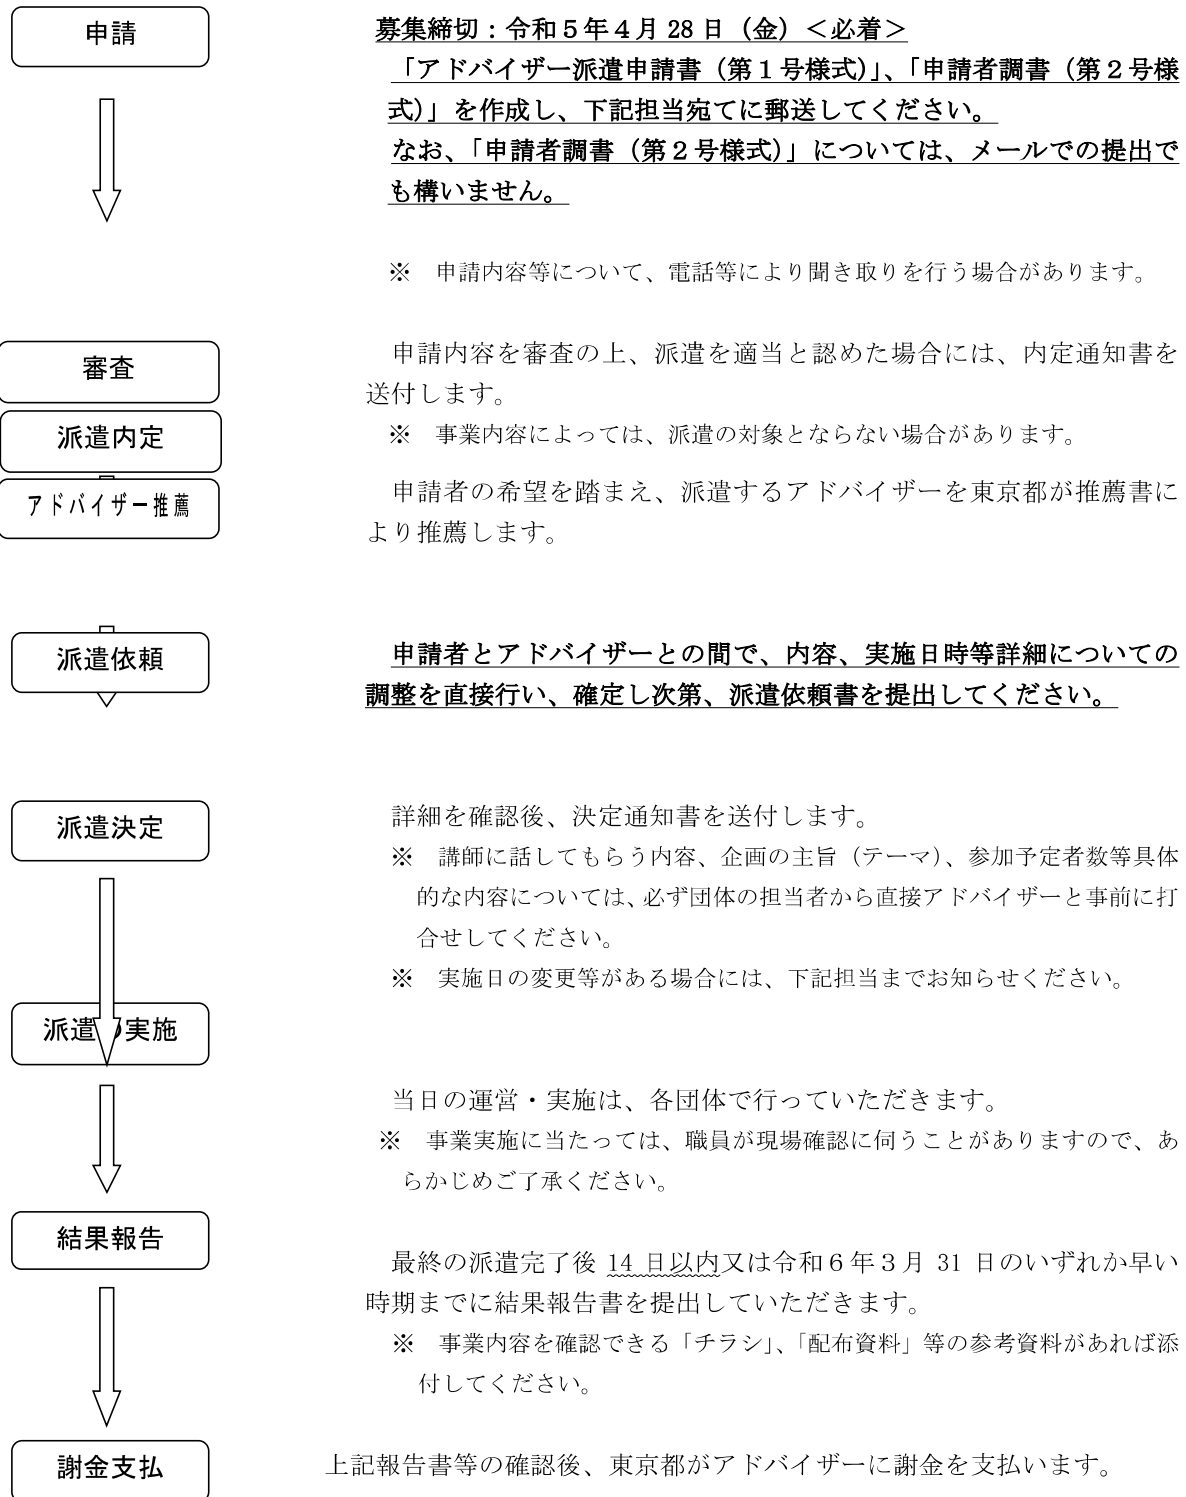 申請
募集締切：令和５年４月 28 日（金）＜必着＞
「アドバイザー派遣申請書（第１号様式）」、「申請者調書（第２号様
式）」を作成し、下記担当宛てに郵送してください。
なお、「申請者調書（第２号様式）」については、メールでの提出で
も構いません。
※　申請内容等について、電話等により聞き取りを行う場合があります。
審査
申請内容を審査の上、派遣を適当と認めた場合には、内定通知書を
送付します。
派遣内定
※　事業内容によっては、派遣の対象とならない場合があります。
アドバイザー推薦
申請者の希望を踏まえ、派遣するアドバイザーを東京都が推薦書に
より推薦します。
派遣依頼
申請者とアドバイザーとの間で、内容、実施日時等詳細についての
調整を直接行い、確定し次第、派遣依頼書を提出してください。
派遣決定
詳細を確認後、決定通知書を送付します。
※　講師に話してもらう内容、企画の主旨（テーマ）、参加予定者数等具体
的な内容については、必ず団体の担当者から直接アドバイザーと事前に打
合せしてください。
※　実施日の変更等がある場合には、下記担当までお知らせください。
派遣の実施
当日の運営・実施は、各団体で行っていただきます。
※　事業実施に当たっては、職員が現場確認に伺うことがありますので、あ
らかじめご了承ください。
結果報告
最終の派遣完了後 14 日以内又は令和６年３月 31 日のいずれか早い
時期までに結果報告書を提出していただきます。
※　事業内容を確認できる「チラシ」、「配布資料」等の参考資料があれば添
付してください。
謝金支払
上記報告書等の確認後、東京都がアドバイザーに謝金を支払います。